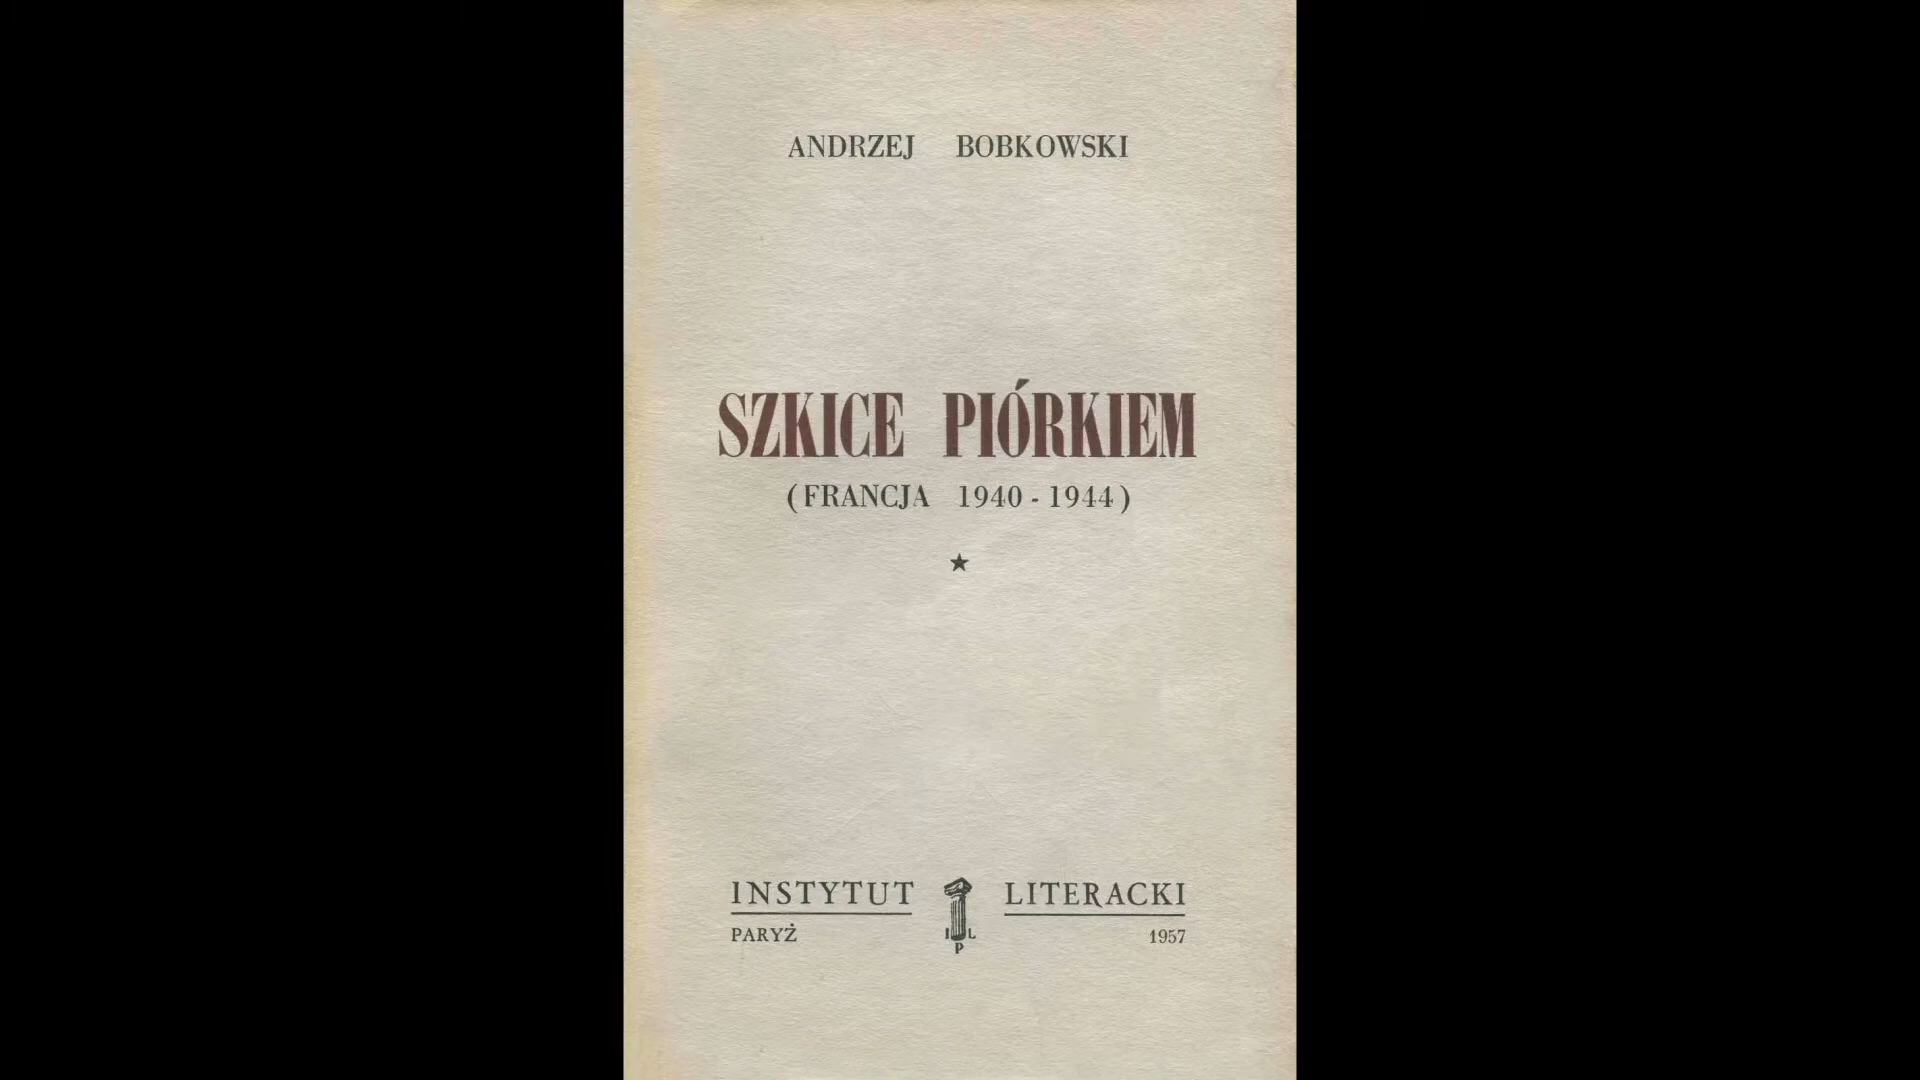 ANDRZEJ BOBKOWSKI
SZKICE PIÓRKIEM
(FRANCJA 1940 - 1944)
★
INSTYTUT LITERACKI
PARYŻ 1957
I L
P